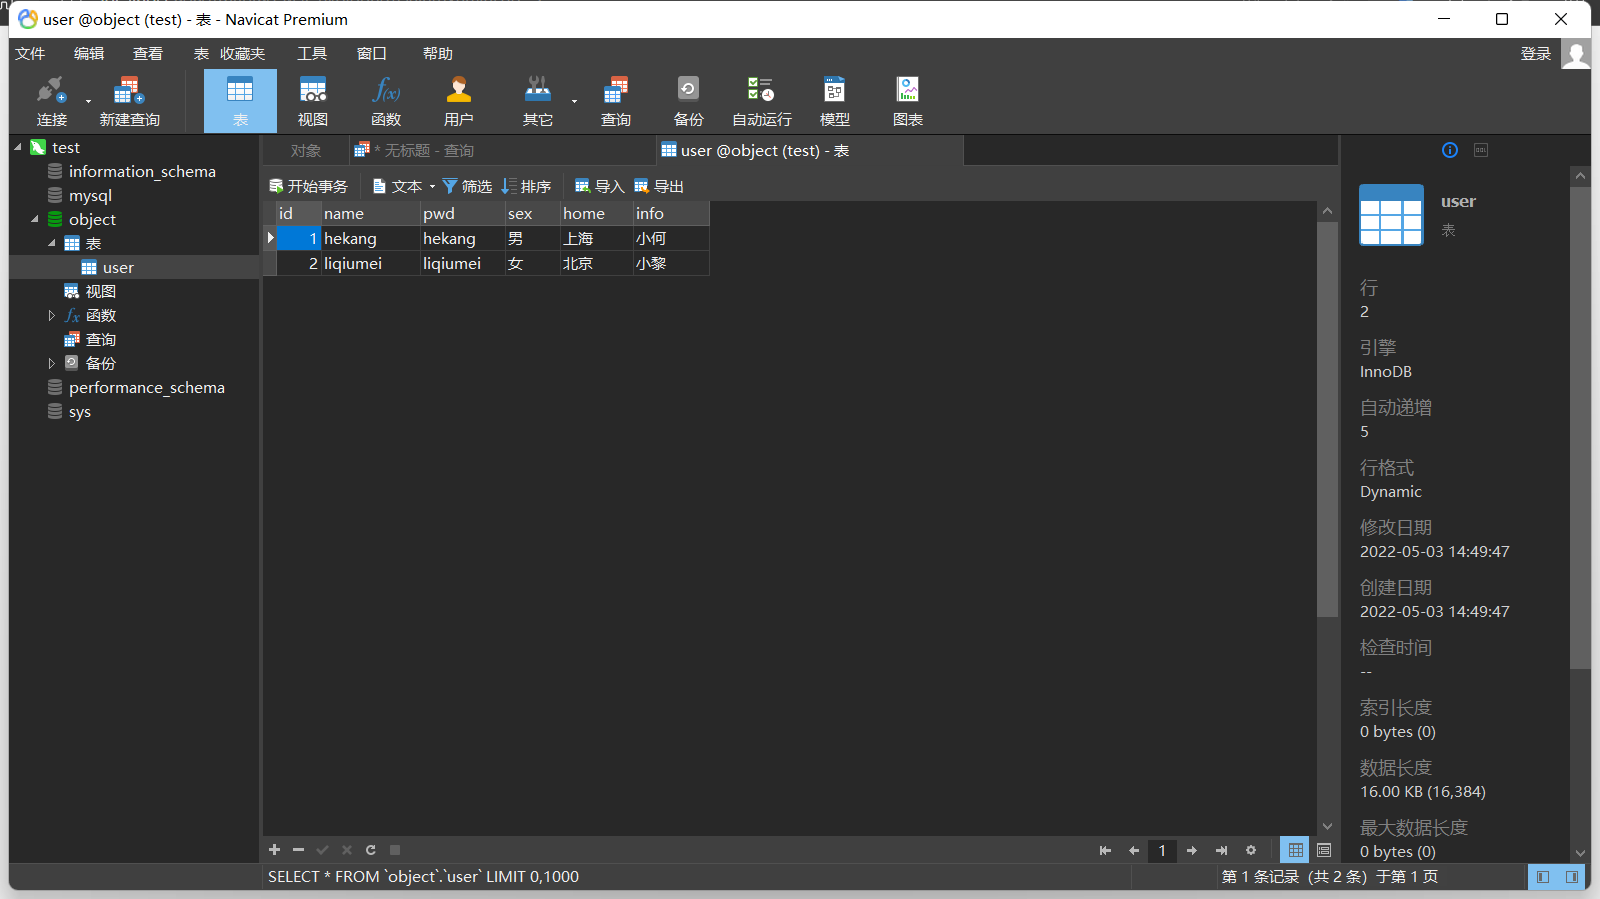 user @object (test) - 表 - Navicat Premium
文件 编辑 查看 表 收藏夹 工具 窗口 帮助 登录
连接 新建查询 表 视图 函数 用户 其它 查询 备份 自动运行 模型 图表
test
information_schema
mysql
object
表
user
视图
函数
查询
备份
performance_schema
sys
对象 * 无标题 - 查询 user @object (test) - 表
开始事务 文本 筛选 排序 导入 导出
id name pwd sex home info
1 hekang hekang 男 上海 小何
2 liqiumei liqiumei 女 北京 小黎
1
SELECT * FROM `object`.`user` LIMIT 0,1000
第 1 条记录 (共 2 条) 于第 1 页
user
表
行
2
引擎
InnoDB
自动递增
5
行格式
Dynamic
修改日期
2022-05-03 14:49:47
创建日期
2022-05-03 14:49:47
检查时间
--
索引长度
0 bytes (0)
数据长度
16.00 KB (16,384)
最大数据长度
0 bytes (0)